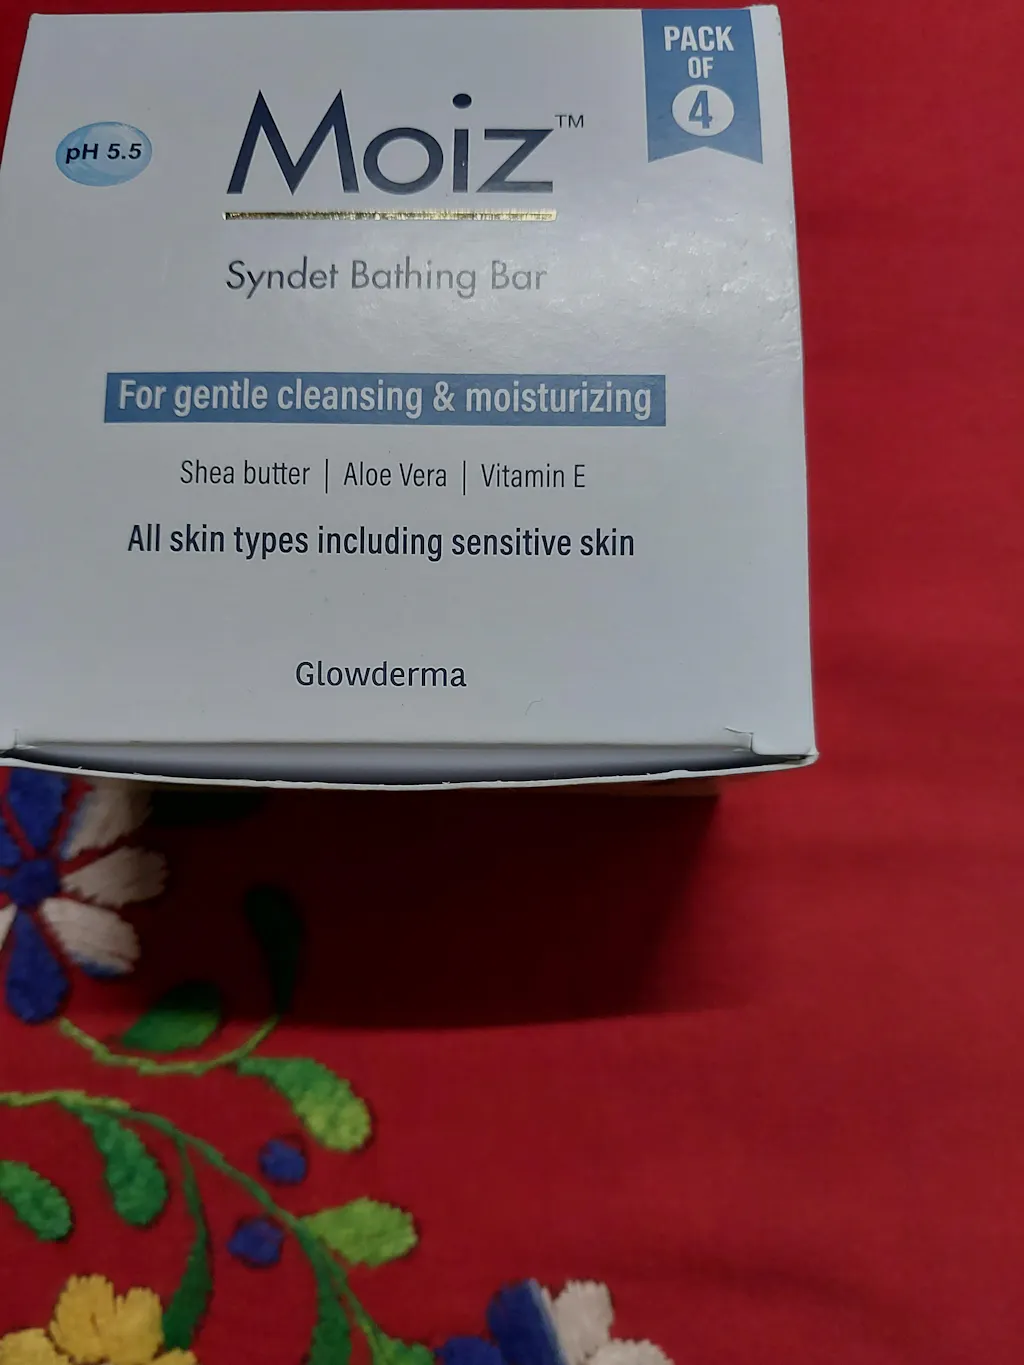 PACK
OF
4
pH 5.5
Moiz™
Syndet Bathing Bar
For gentle cleansing & moisturizing
Shea butter | Aloe Vera | Vitamin E
All skin types including sensitive skin
Glowderma